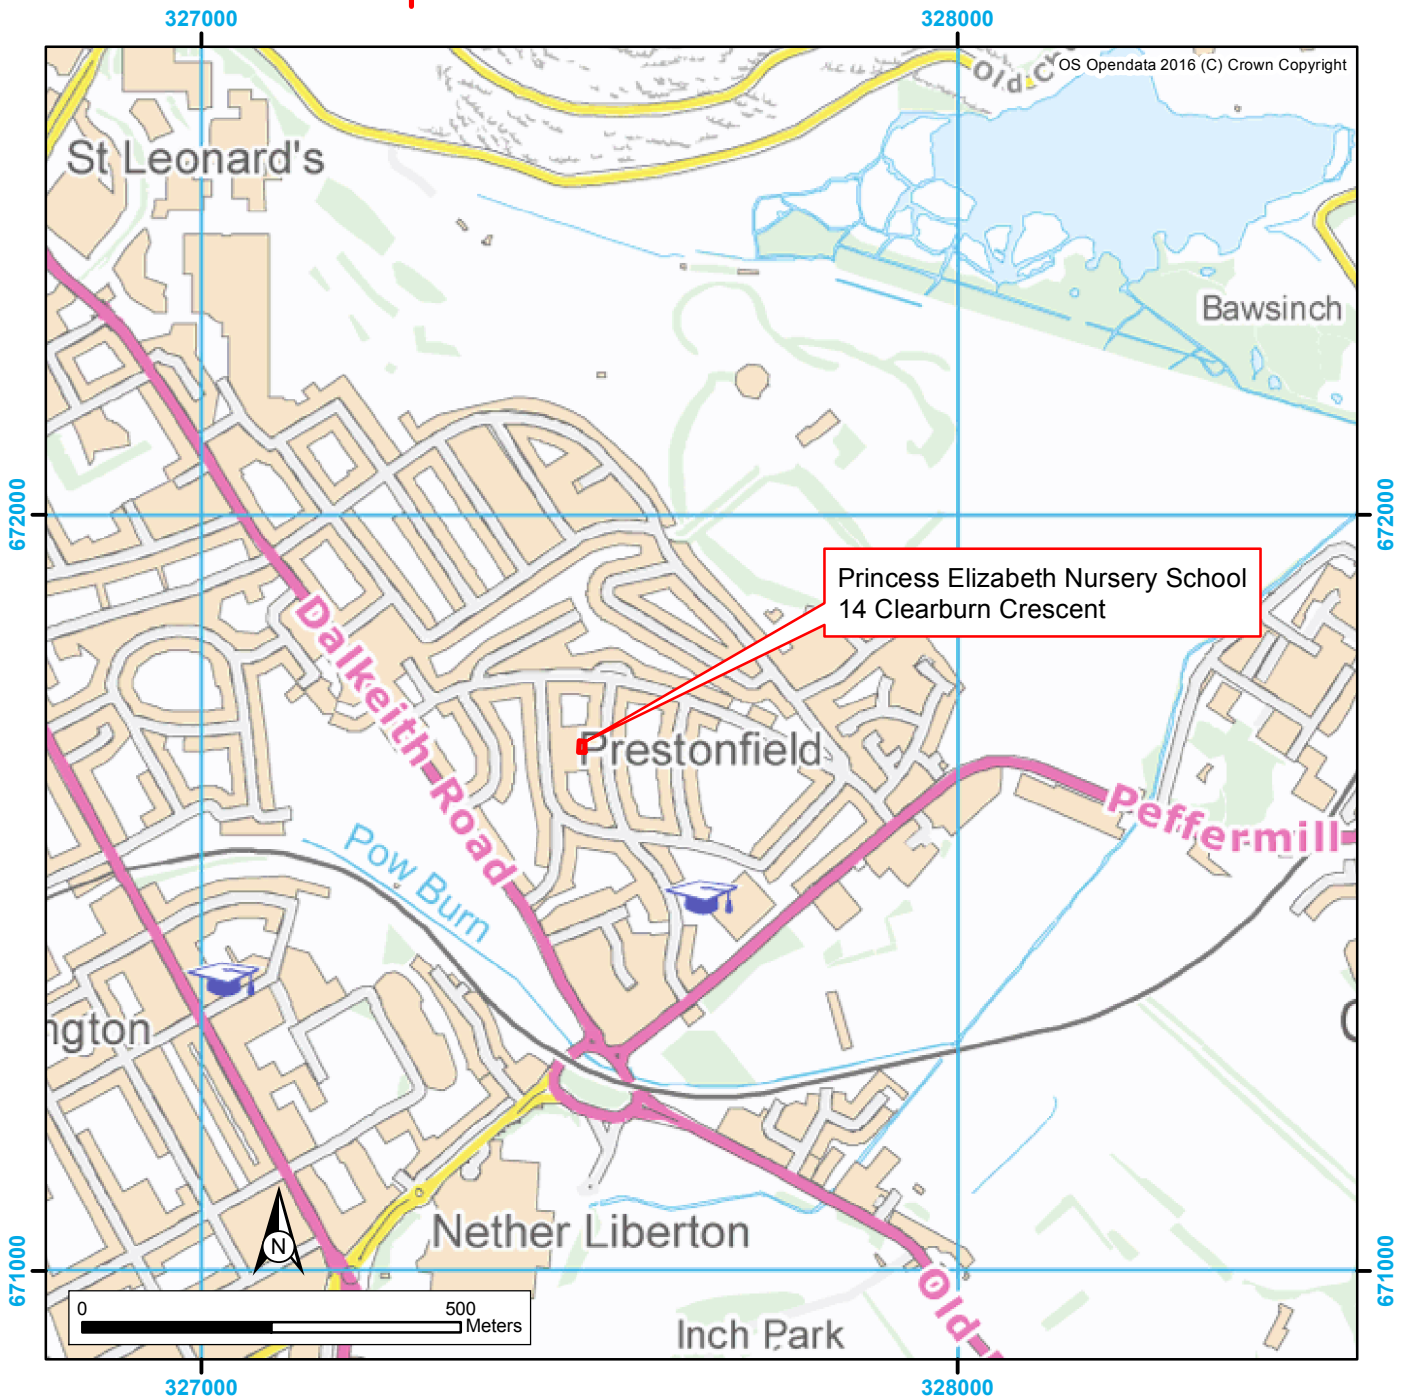 327000
328000
OS Opendata 2016 (C) Crown Copyright
St Leonard's
Bawsinch
672000
672000
Princess Elizabeth Nursery School
14 Clearburn Crescent
Dalkeith Road
Prestonfield
Peffermill
Pow Burn
ngton
Nether Liberton
N
671000
671000
Old
0
500
Meters
Inch Park
327000
328000